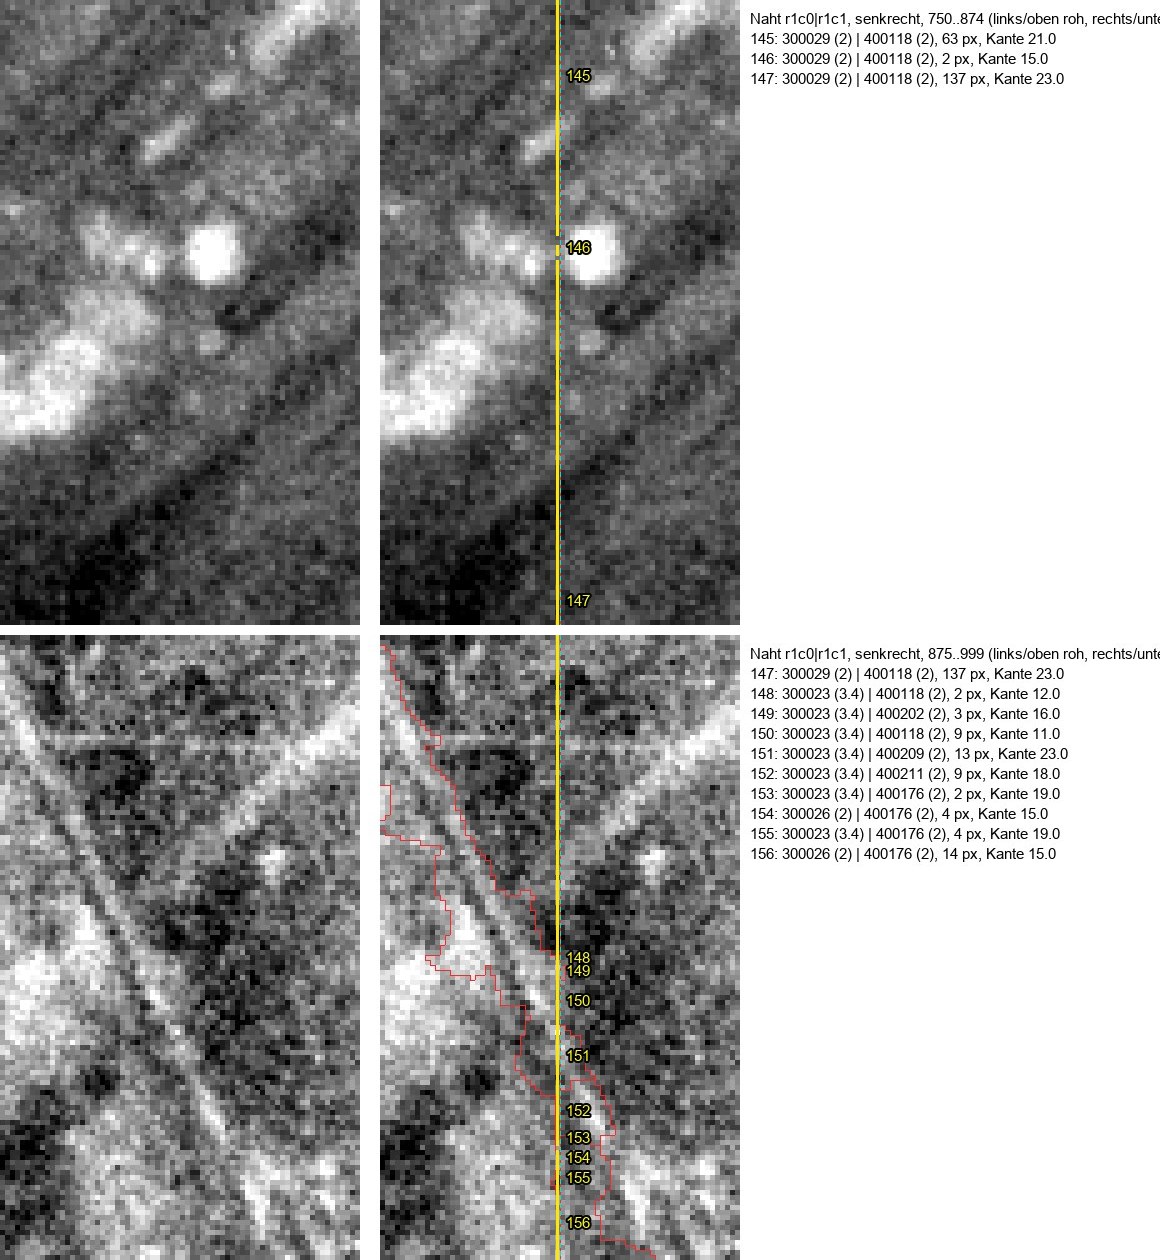 Naht r1c0|r1c1, senkrecht, 750..874 (links/oben roh, rechts/unte
145: 300029 (2) | 400118 (2), 63 px, Kante 21.0
146: 300029 (2) | 400118 (2), 2 px, Kante 15.0
147: 300029 (2) | 400118 (2), 137 px, Kante 23.0
145
146
147
Naht r1c0|r1c1, senkrecht, 875..999 (links/oben roh, rechts/unte
147: 300029 (2) | 400118 (2), 137 px, Kante 23.0
148: 300023 (3.4) | 400118 (2), 2 px, Kante 12.0
149: 300023 (3.4) | 400202 (2), 3 px, Kante 16.0
150: 300023 (3.4) | 400118 (2), 9 px, Kante 11.0
151: 300023 (3.4) | 400209 (2), 13 px, Kante 23.0
152: 300023 (3.4) | 400211 (2), 9 px, Kante 18.0
153: 300023 (3.4) | 400176 (2), 2 px, Kante 19.0
154: 300026 (2) | 400176 (2), 4 px, Kante 15.0
155: 300023 (3.4) | 400176 (2), 4 px, Kante 19.0
156: 300026 (2) | 400176 (2), 14 px, Kante 15.0
148
149
150
151
152
153
154
155
156